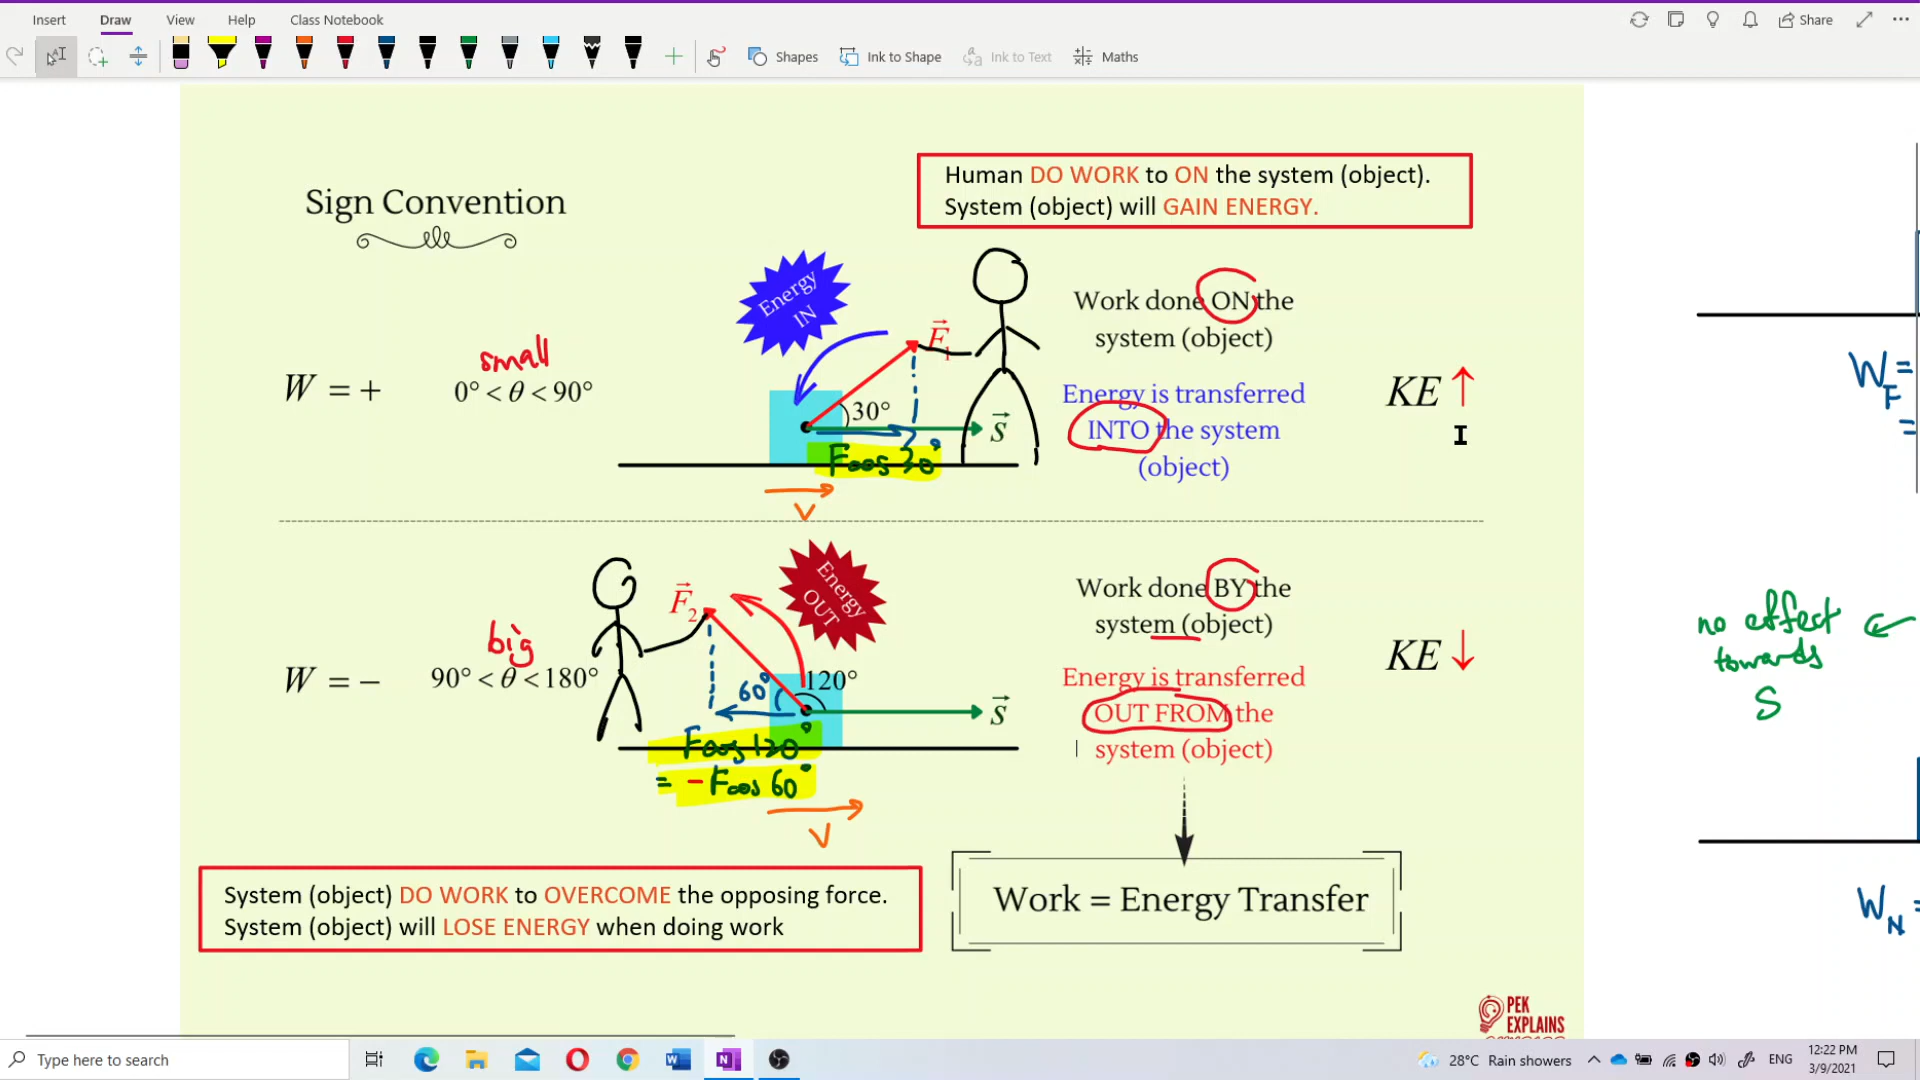 Insert Draw View Help Class Notebook Share
Shapes Ink to Shape Ink to Text Maths
Human DO WORK to ON the system (object).
System (object) will GAIN ENERGY.
Sign Convention
Energy
IN
Work done ON the
system (object)
F⃗₁
small
W = +
0° < θ < 90°
30°
s⃗
Energy is transferred
INTO the system
(object)
KE ↑
Fcos 30°
v
W_F =
=
Energy
OUT
F⃗₂
Work done BY the
system (object)
big
W = −
90° < θ < 180°
60°
120°
s⃗
Energy is transferred
OUT FROM the
system (object)
KE ↓
Fcos 120°
= - Fcos 60°
v
no effect
towards
S
System (object) DO WORK to OVERCOME the opposing force.
System (object) will LOSE ENERGY when doing work
Work = Energy Transfer
W_N =
PEK
EXPLAINS
Type here to search
28°C Rain showers
ENG
12:22 PM
3/9/2021